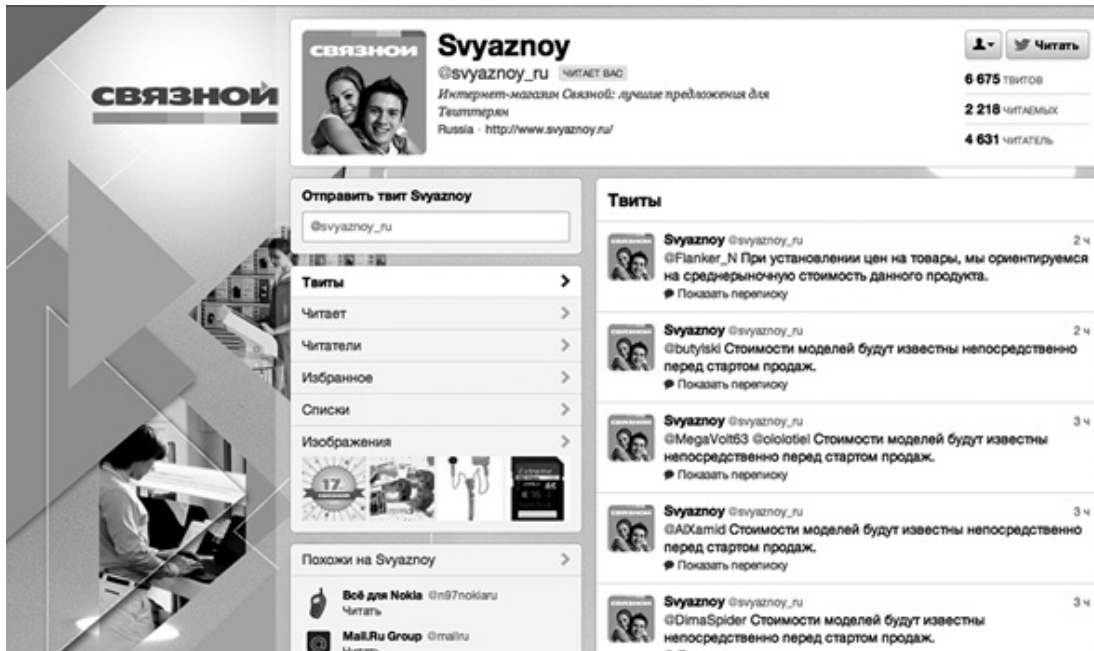 СВЯЗНОЙ
СВЯЗНОЙ
Svyaznoy
@svyaznoy_ru ЧИТАЕТ ВАС
Интернет-магазин Связной: лучшие предложения для
Твиттерян
Russia · http://www.svyaznoy.ru/
Читать
6 675 ТВИТОВ
2 218 ЧИТАЕМЫХ
4 631 ЧИТАТЕЛЬ
Отправить твит Svyaznoy
@svyaznoy_ru
Твиты
Читает
Читатели
Избранное
Списки
Изображения
17
Extreme
Похожи на Svyaznoy
Всё для Nokia @n97nokiaru
Читать
Mail.Ru Group @mailru
Читать
Твиты
Svyaznoy @svyaznoy_ru 2 ч
@Flanker_N При установлении цен на товары, мы ориентируемся
на среднерыночную стоимость данного продукта.
Показать переписку
Svyaznoy @svyaznoy_ru 2 ч
@butylski Стоимости моделей будут известны непосредственно
перед стартом продаж.
Показать переписку
Svyaznoy @svyaznoy_ru 3 ч
@MegaVolt63 @ololotiel Стоимости моделей будут известны
непосредственно перед стартом продаж.
Показать переписку
Svyaznoy @svyaznoy_ru 3 ч
@AlXamid Стоимости моделей будут известны непосредственно
перед стартом продаж.
Показать переписку
Svyaznoy @svyaznoy_ru 3 ч
@DimaSpider Стоимости моделей будут известны
непосредственно перед стартом продаж.